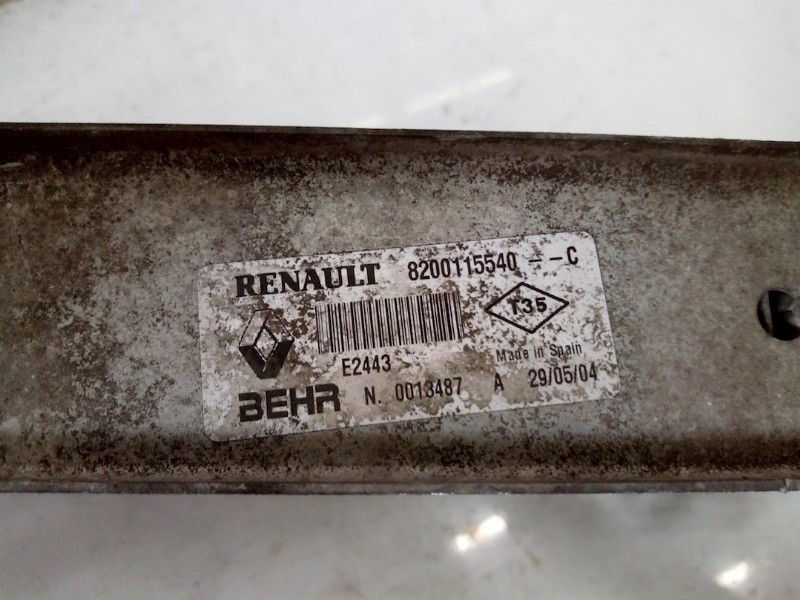 RENAULT 8200115540 -- C
T35
E2443
Made in Spain
BEHR N. 0013487 A 29/05/04